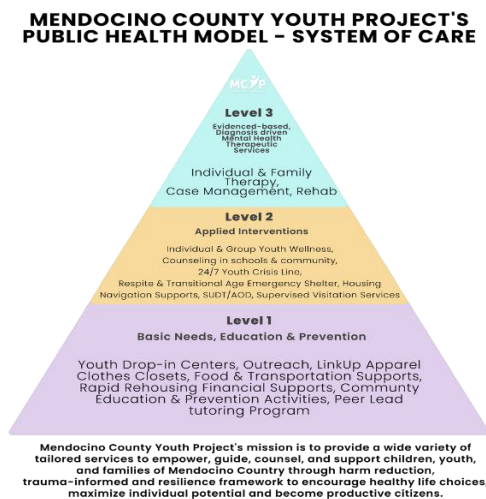 MENDOCINO COUNTY YOUTH PROJECT'S
PUBLIC HEALTH MODEL - SYSTEM OF CARE
MCYP
Level 3
Evidenced-based,
Diagnosis driven
Mental Health
Therapeutic
Services
Individual & Family
Therapy,
Case Management, Rehab
Level 2
Applied Interventions
Individual & Group Youth Wellness,
Counseling in schools & community,
24/7 Youth Crisis Line,
Respite & Transitional Age Emergency Shelter, Housing
Navigation Supports, SUDT/AOD, Supervised Visitation Services
Level 1
Basic Needs, Education & Prevention
Youth Drop-in Centers, Outreach, LinkUp Apparel
Clothes Closets, Food & Transportation Supports,
Rapid Rehousing Financial Supports, Communty
Education & Prevention Activities, Peer Lead
tutoring Program
Mendocino County Youth Project's mission is to provide a wide variety of
tailored services to empower, guide, counsel, and support children, youth,
and families of Mendocino Country through harm reduction,
trauma-informed and resilience framework to encourage healthy life choices,
maximize individual potential and become productive citizens.